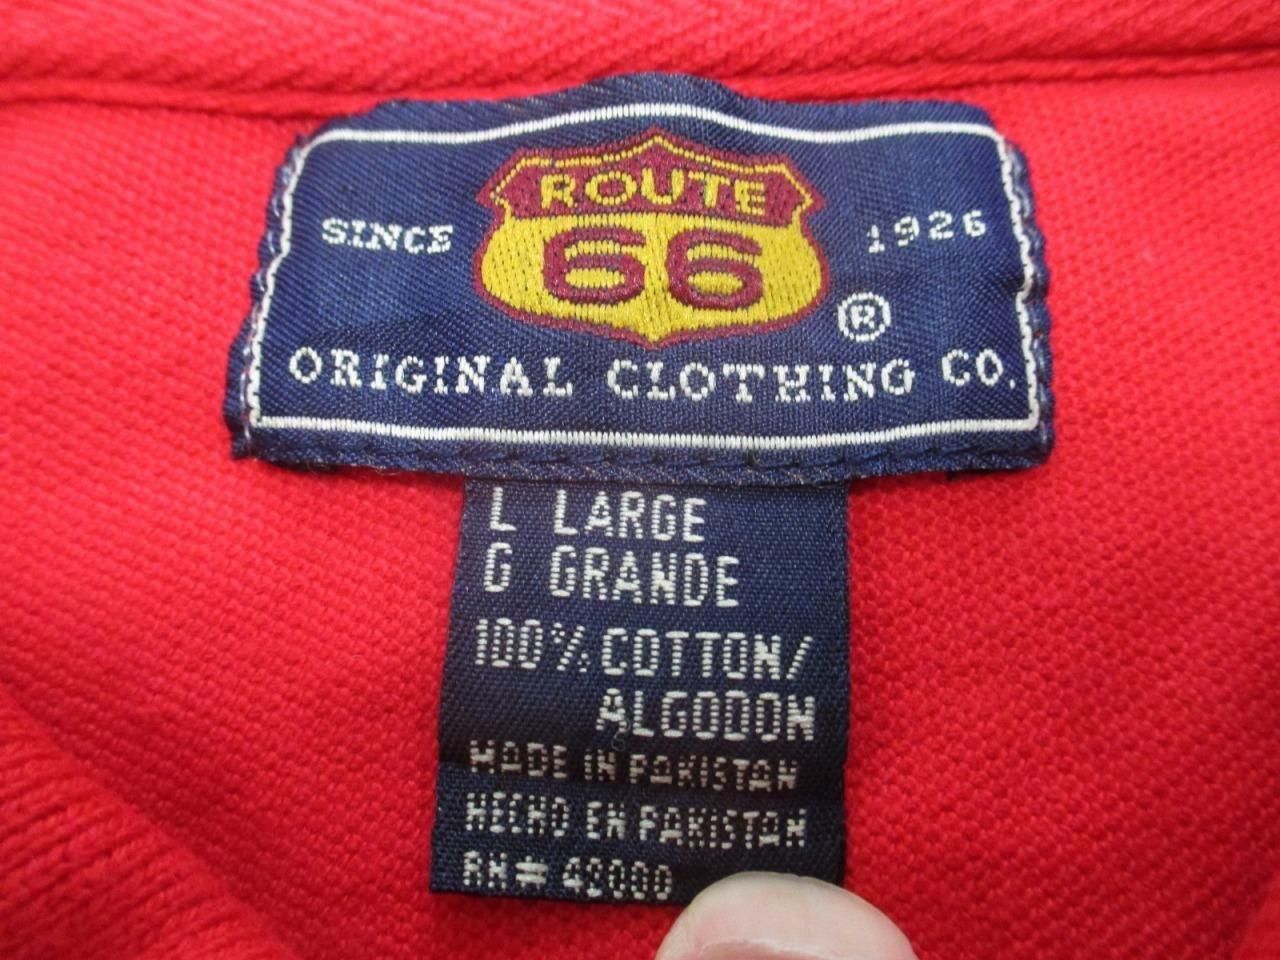 ROUTE
66
SINCE 1926
®
ORIGINAL CLOTHING CO.
L LARGE
G GRANDE
100% COTTON/
ALGODON
MADE IN PAKISTAN
HECHO EN PAKISTAN
RN#